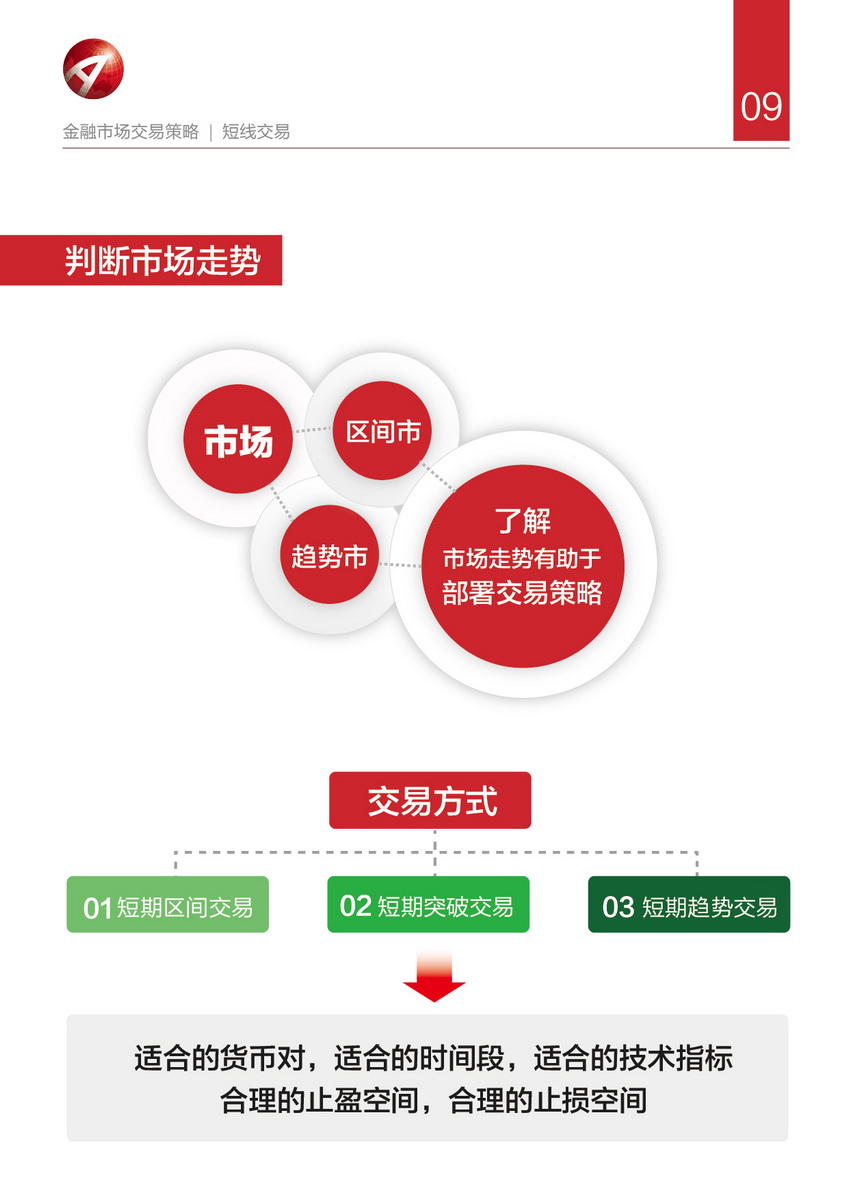 金融市场交易策略 | 短线交易
09
判断市场走势
市场
区间市
趋势市
了解
市场走势有助于
部署交易策略
交易方式
01 短期区间交易
02 短期突破交易
03 短期趋势交易
适合的货币对，适合的时间段，适合的技术指标
合理的止盈空间，合理的止损空间